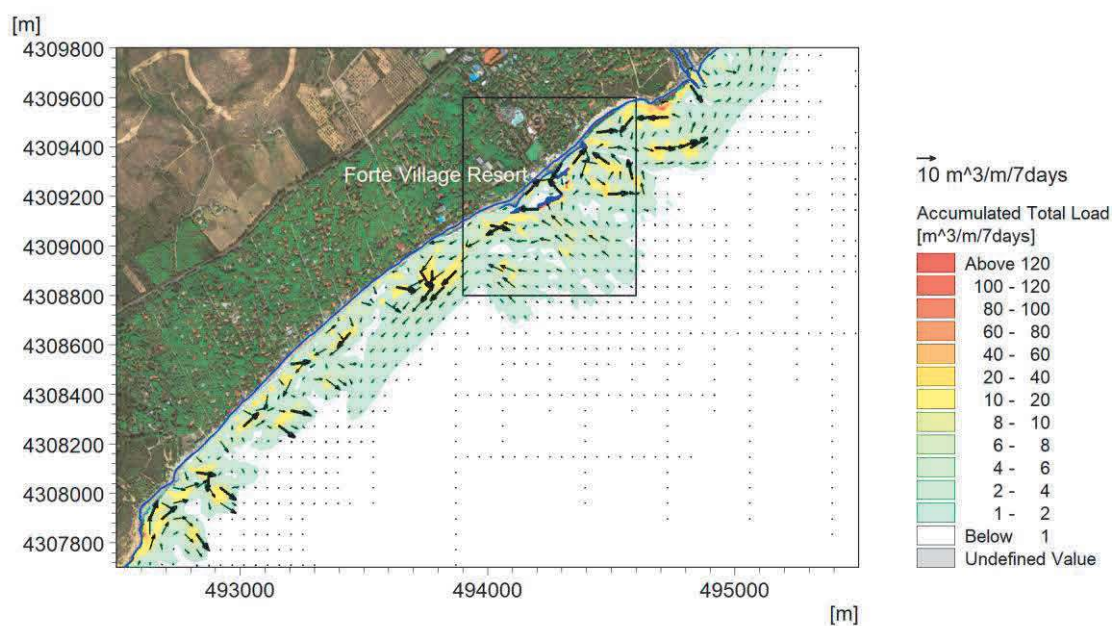 [m]
4309800
4309600
4309400
4309200
4309000
4308800
4308600
4308400
4308200
4308000
4307800
Forte Village Resort
493000 494000 495000
[m]
10 m^3/m/7days
Accumulated Total Load
[m^3/m/7days]
Above 120
100 - 120
80 - 100
60 - 80
40 - 60
20 - 40
10 - 20
8 - 10
6 - 8
4 - 6
2 - 4
1 - 2
Below 1
Undefined Value